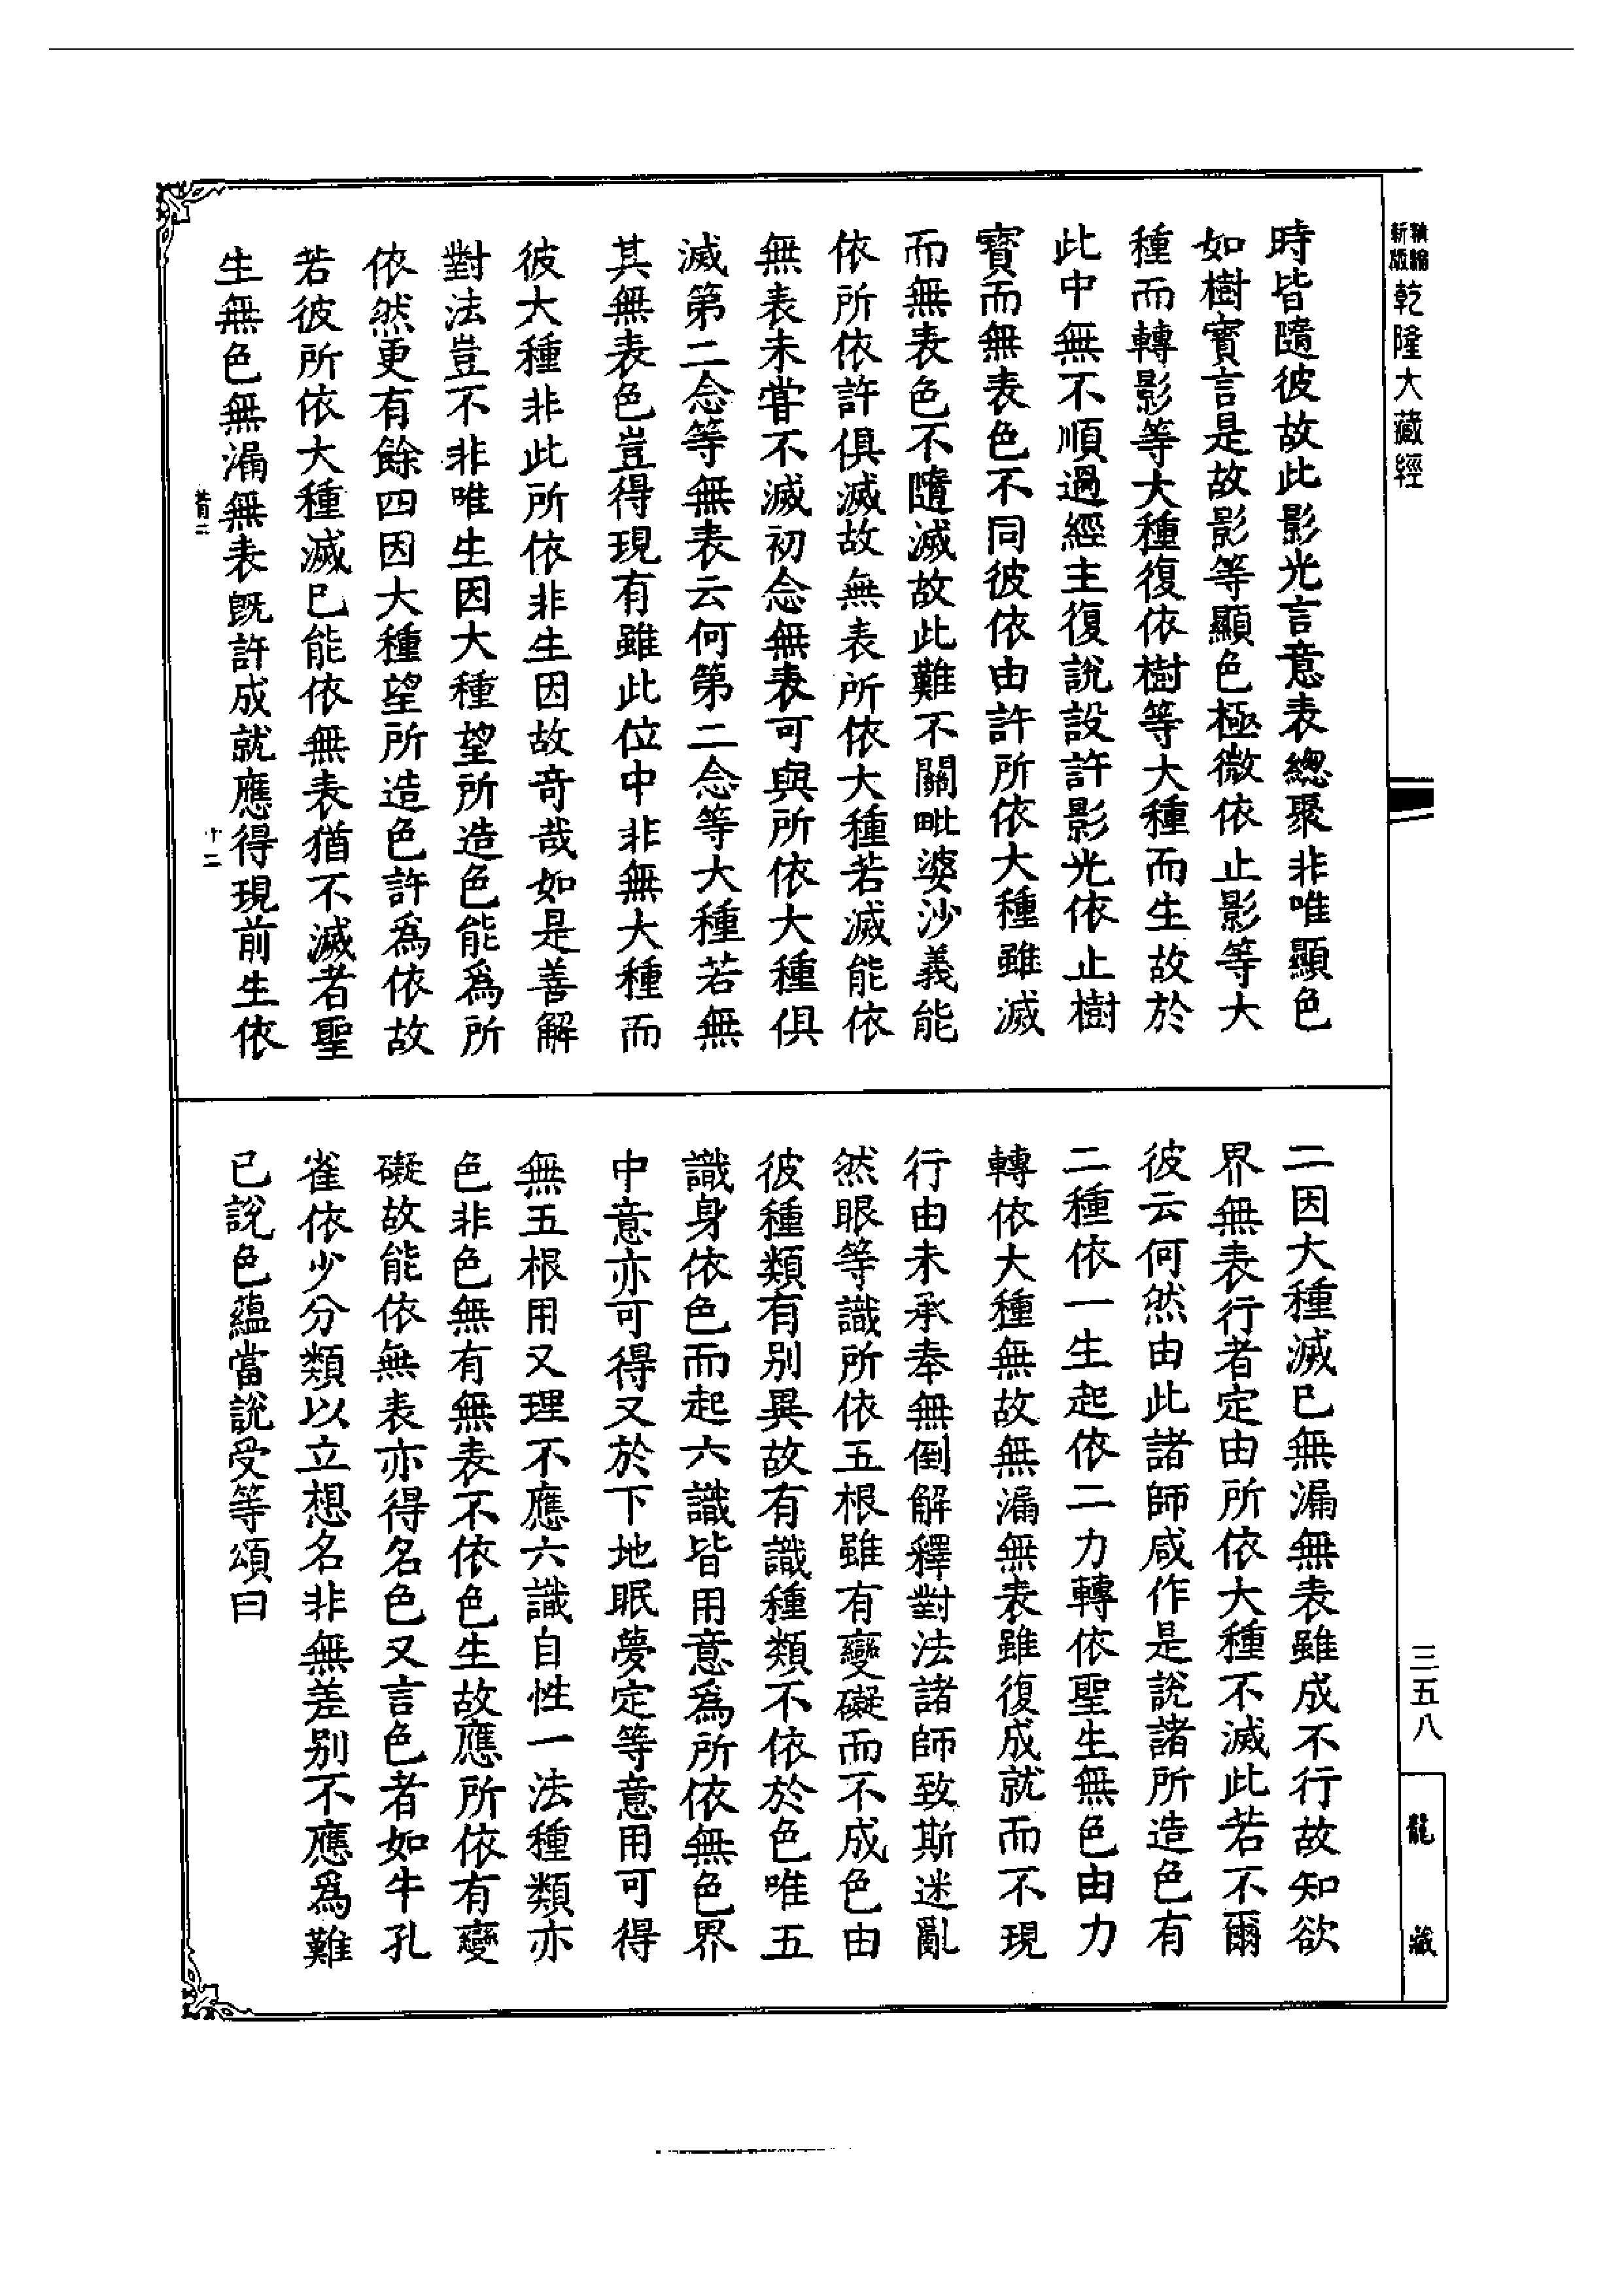 新版精縮乾隆大藏經
時皆隨彼故此影光言意表總聚非唯顯色
如樹寶言是故影等顯色極微依止影等大
種而轉影等大種復依樹等大種而生故於
此中無不順過經主復說設許影光依止樹
寶而無表色不同彼依由許所依大種雖滅
而無表色不隨滅故此難不關毗婆沙義能
依所依許俱滅故無表所依大種若滅能依
無表未甞不滅初念無表可與所依大種俱
滅第二念等無表云何第二念等大種若無
其無表色豈得現有雖此位中非無大種而
彼大種非此所依非生因故奇哉如是善解
對法豈不非唯生因大種望所造色能爲所
依然更有餘四因大種望所造色許爲依故
若彼所依大種滅已能依無表猶不滅者聖
生無色無漏無表旣許成就應得現前生依
十二
二因大種滅已無漏無表雖成不行故知欲
界無表行者定由所依大種不滅此若不爾
彼云何然由此諸師咸作是說諸所造色有
二種依一生起依二力轉依聖生無色由力
轉依大種無故無漏無表雖復成就而不現
行由未承奉無倒解釋對法諸師致斯迷亂
然眼等識所依五根雖有變礙而不成色由
彼種類有別異故有識種類不依於色唯五
識身依色而起六識皆用意爲所依無色界
中意亦可得又於下地眠夢定等意用可得
無五根用又理不應六識自性一法種類亦
色非色無有無表不依色生故應所依有變
礙故能依無表亦得名色又言色者如牛孔
雀依少分類以立想名非無差別不應爲難
已說色蘊當說受等頌曰
三五八
龍藏